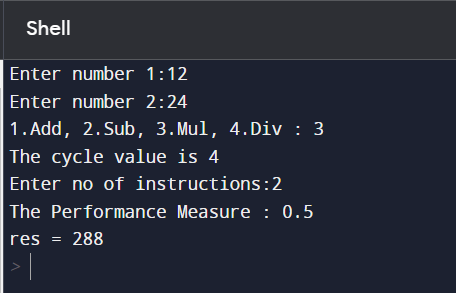 Shell
Enter number 1:12
Enter number 2:24
1.Add, 2.Sub, 3.Mul, 4.Div : 3
The cycle value is 4
Enter no of instructions:2
The Performance Measure : 0.5
res = 288
>